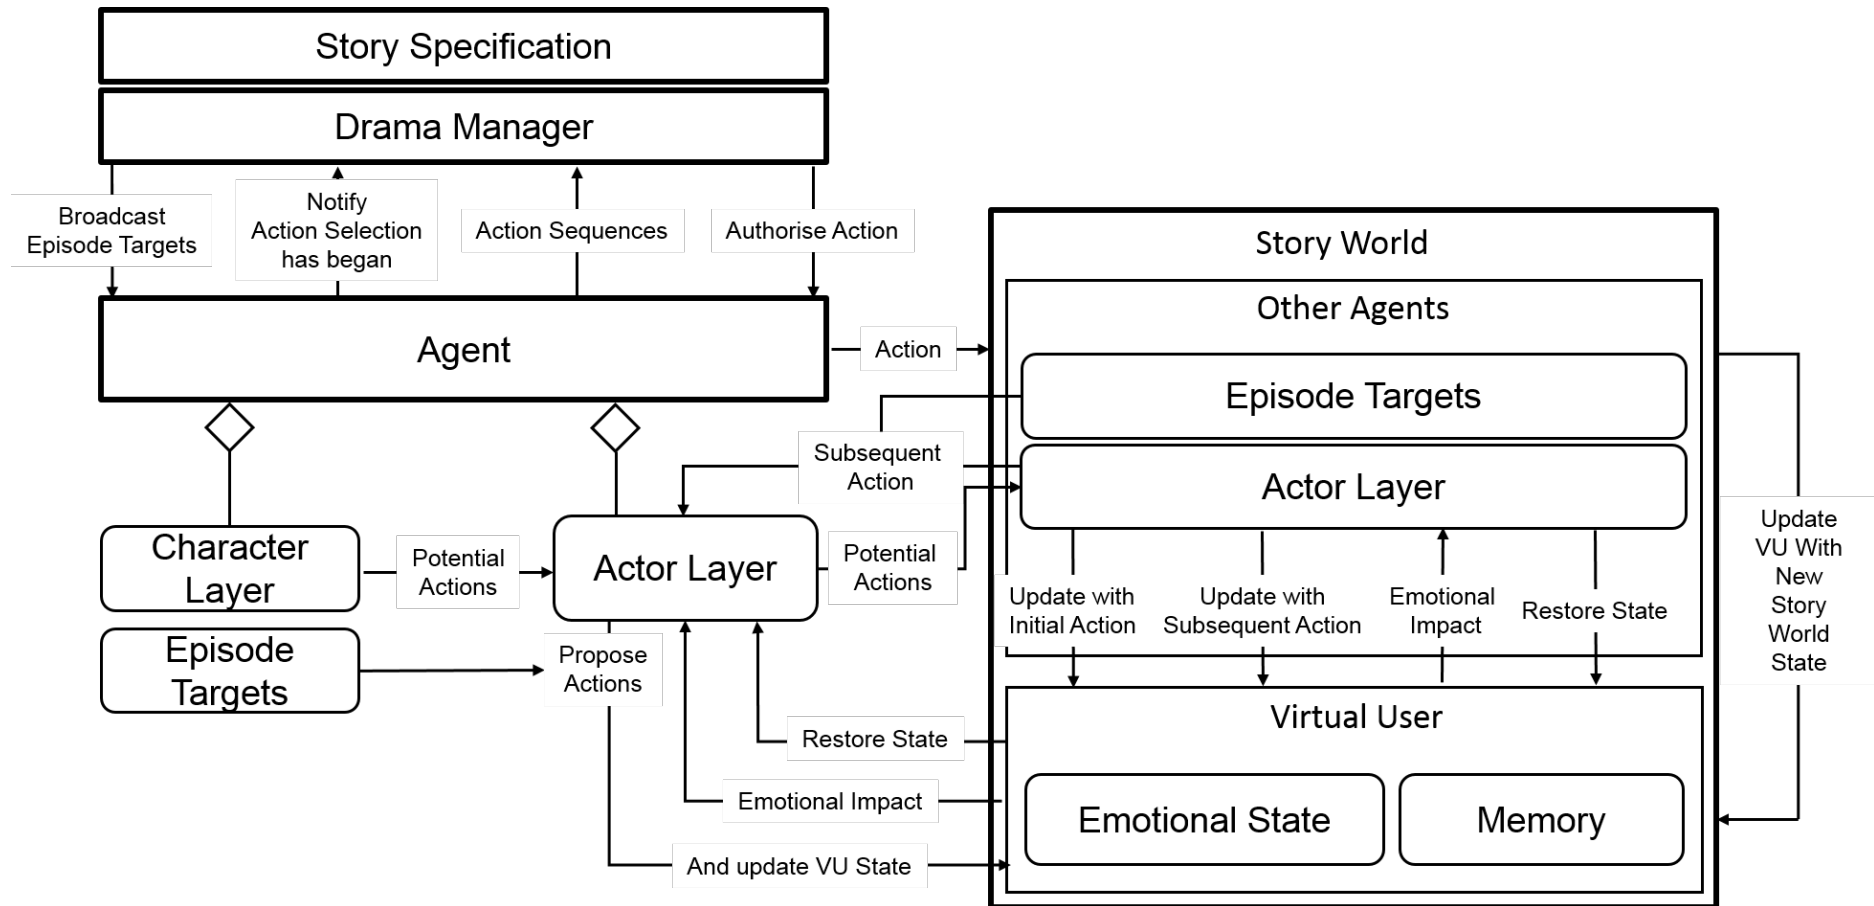 Story Specification
Drama Manager
Broadcast
Episode Targets
Notify
Action Selection
has began
Action Sequences
Authorise Action
Agent
Action
Story World
Other Agents
Episode Targets
Actor Layer
Subsequent
Action
Character
Layer
Potential
Actions
Actor Layer
Potential
Actions
Update with
Initial Action
Update with
Subsequent Action
Emotional
Impact
Restore State
Update
VU With
New
Story
World
State
Episode
Targets
Propose
Actions
Restore State
Emotional Impact
And update VU State
Virtual User
Emotional State
Memory